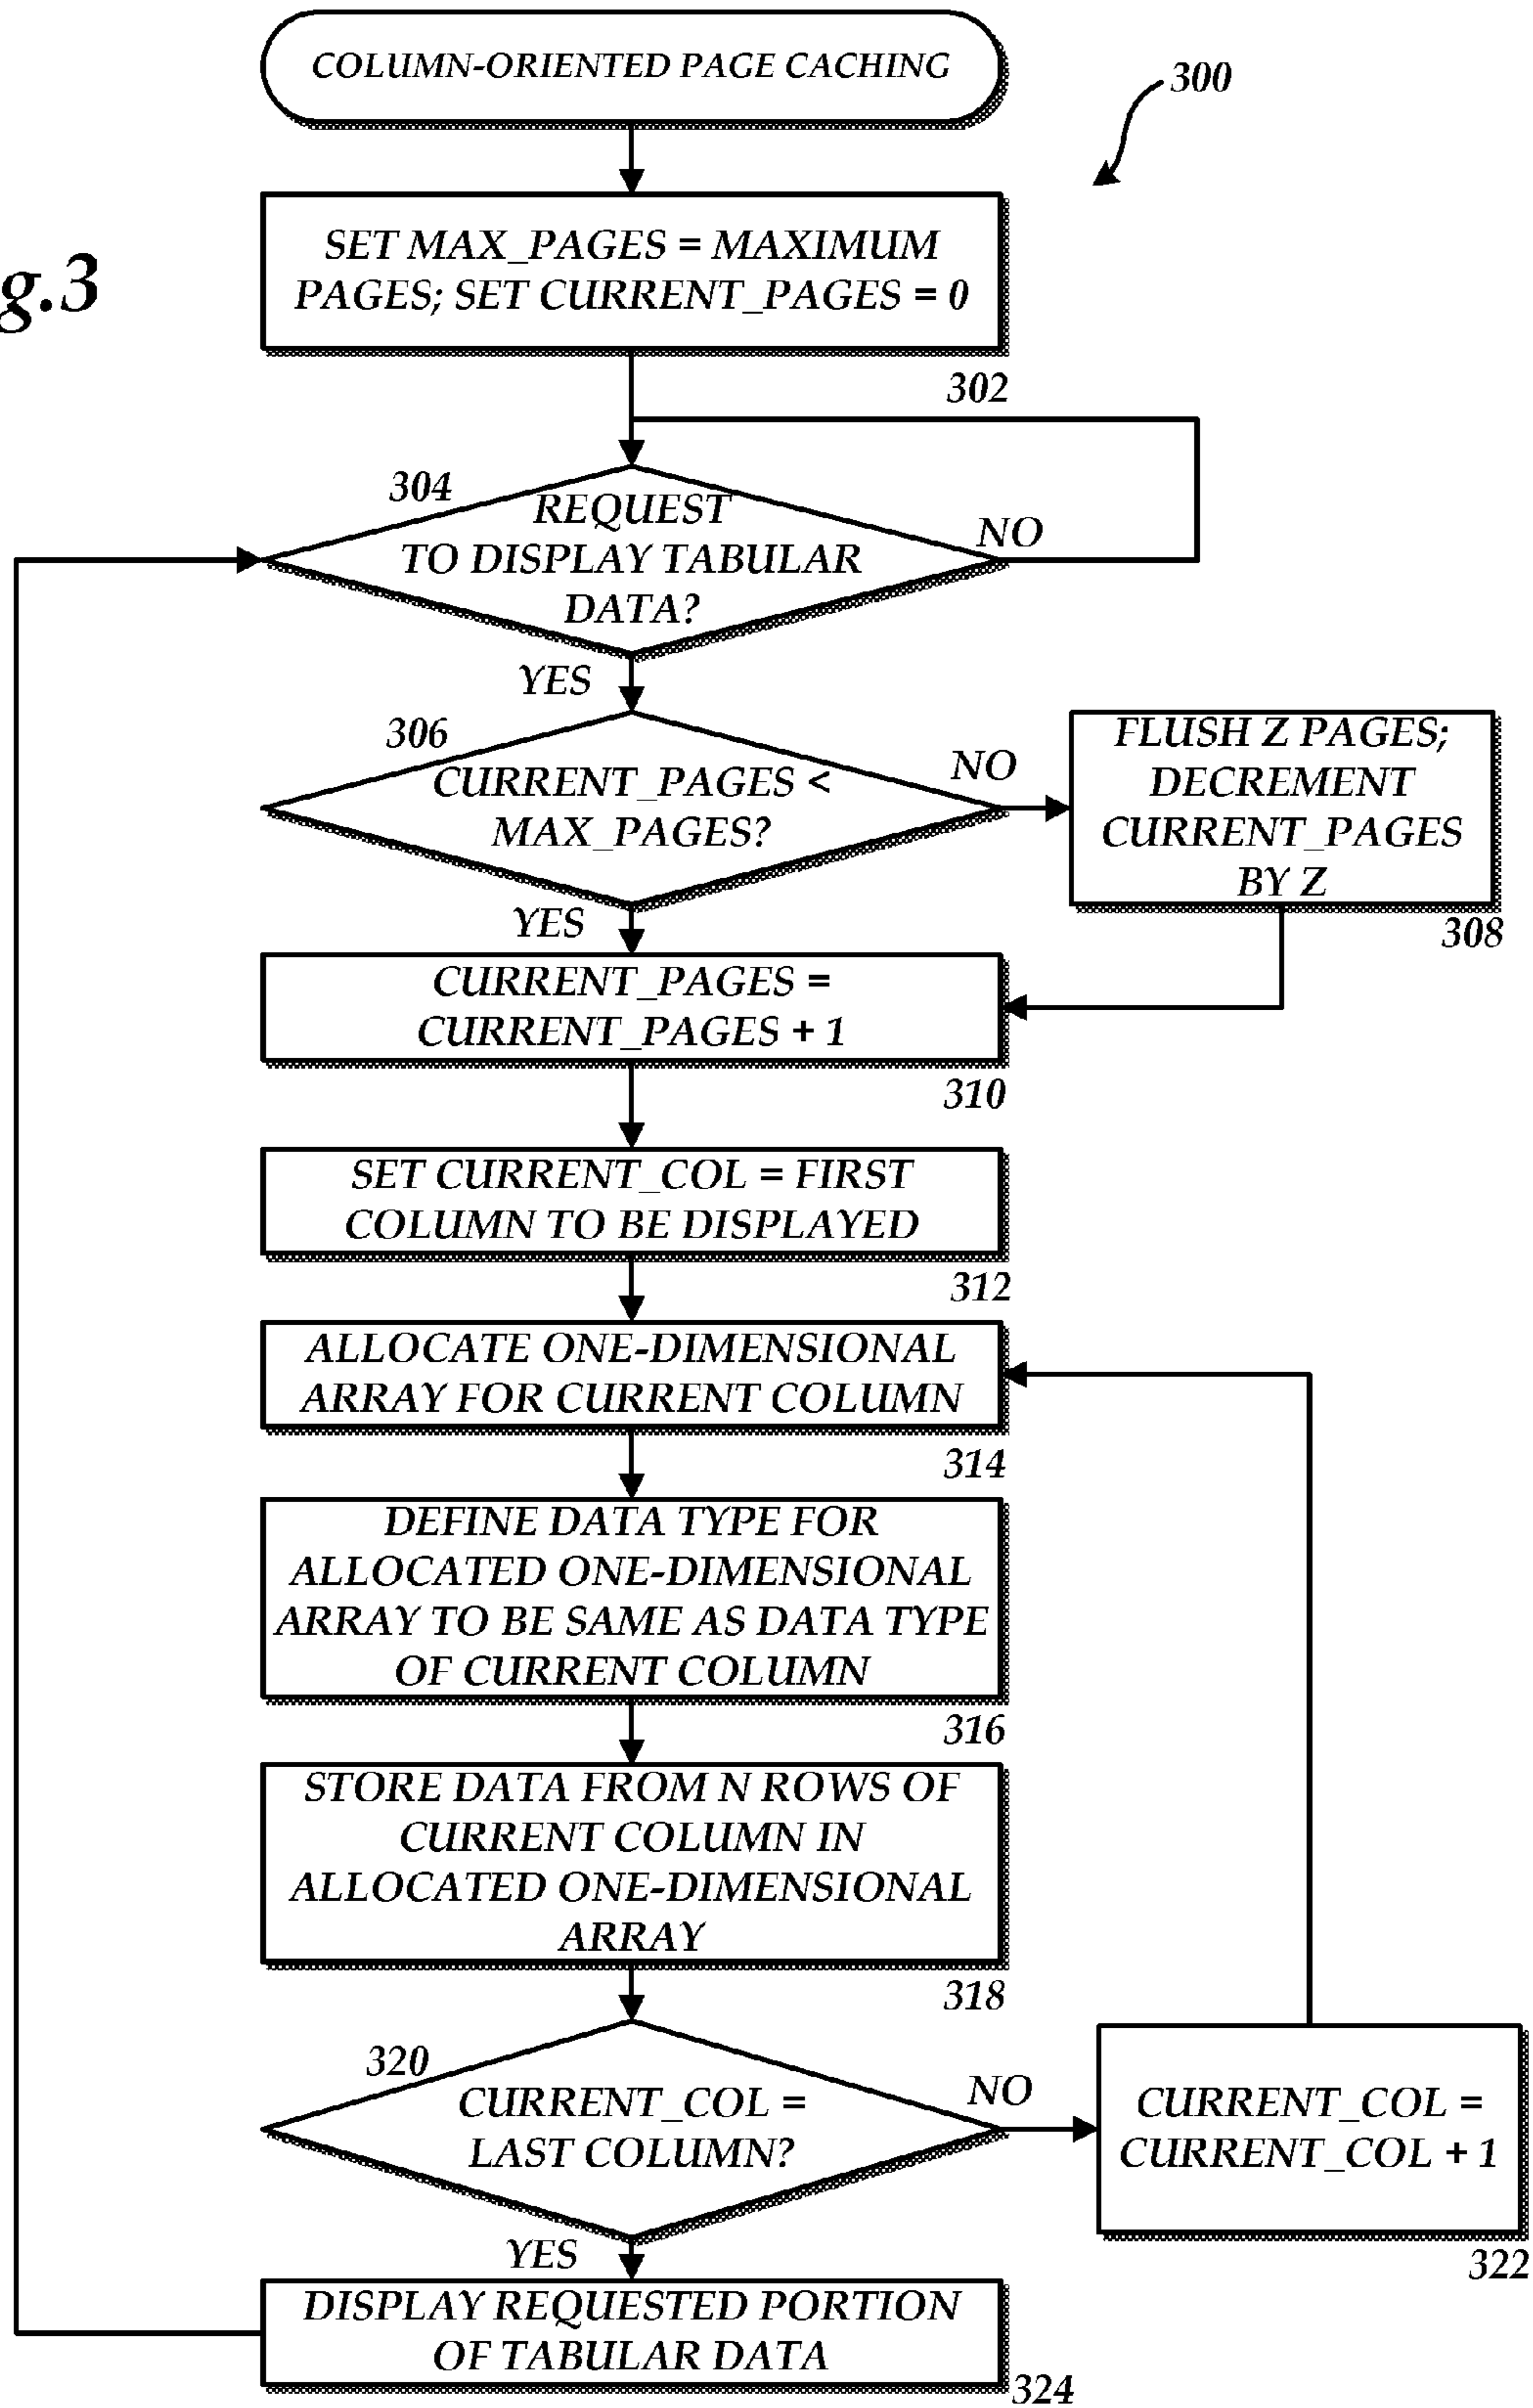 COLUMN-ORIENTED PAGE CACHING
300
g.3
SET MAX_PAGES = MAXIMUM
PAGES; SET CURRENT_PAGES = 0
302
304
REQUEST
TO DISPLAY TABULAR
DATA?
NO
YES
306
CURRENT_PAGES <
MAX_PAGES?
NO
FLUSH Z PAGES;
DECREMENT
CURRENT_PAGES
BY Z
308
YES
CURRENT_PAGES =
CURRENT_PAGES + 1
310
SET CURRENT_COL = FIRST
COLUMN TO BE DISPLAYED
312
ALLOCATE ONE-DIMENSIONAL
ARRAY FOR CURRENT COLUMN
314
DEFINE DATA TYPE FOR
ALLOCATED ONE-DIMENSIONAL
ARRAY TO BE SAME AS DATA TYPE
OF CURRENT COLUMN
316
STORE DATA FROM N ROWS OF
CURRENT COLUMN IN
ALLOCATED ONE-DIMENSIONAL
ARRAY
318
320
CURRENT_COL =
LAST COLUMN?
NO
CURRENT_COL =
CURRENT_COL + 1
322
YES
DISPLAY REQUESTED PORTION
OF TABULAR DATA
324